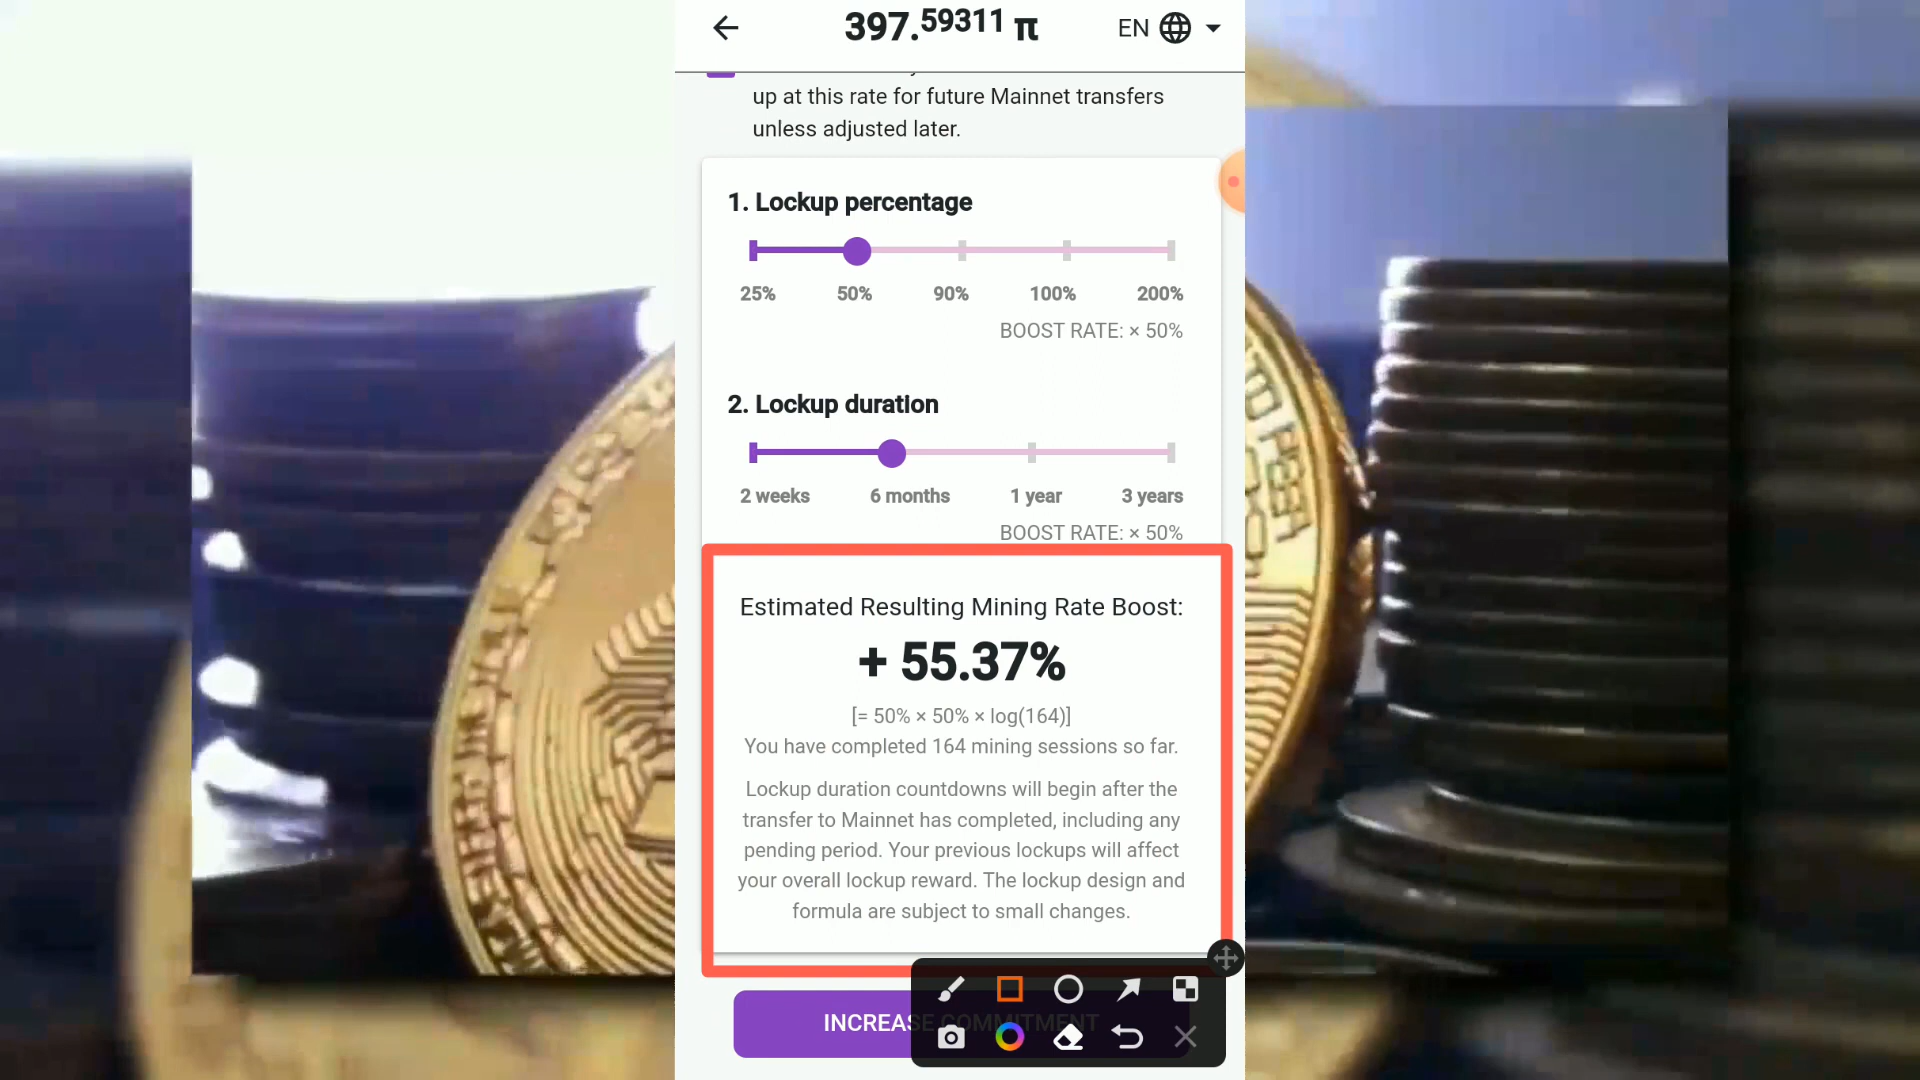 397.59311 π EN
up at this rate for future Mainnet transfers
unless adjusted later.
1. Lockup percentage
25% 50% 90% 100% 200%
BOOST RATE: × 50%
2. Lockup duration
2 weeks 6 months 1 year 3 years
BOOST RATE: × 50%
Estimated Resulting Mining Rate Boost:
+ 55.37%
[= 50% × 50% × log(164)]
You have completed 164 mining sessions so far.
Lockup duration countdowns will begin after the
transfer to Mainnet has completed, including any
pending period. Your previous lockups will affect
your overall lockup reward. The lockup design and
formula are subject to small changes.
INCREASE COMMITMENT